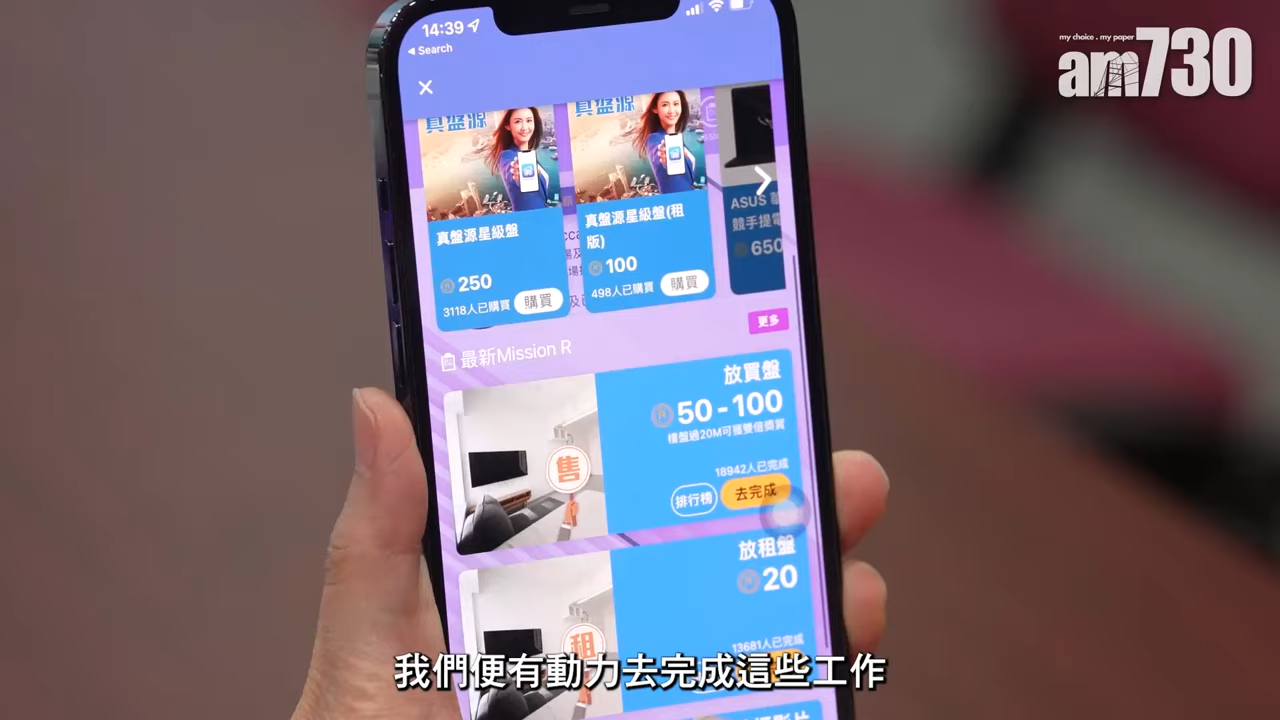 my choice . my paper
am730
14:39
Search
真盤源
真盤源
真盤源星級盤
250
3118人已購買
購買
真盤源星級盤(租
版)
100
498人已購買
購買
ASUS
競手提電
650
更多
最新Mission R
放買盤
50-100
樓盤過20M可獲雙倍獎賞
18942人已完成
排行榜
去完成
售
放租盤
20
13681人已完成
租
我們便有動力去完成這些工作